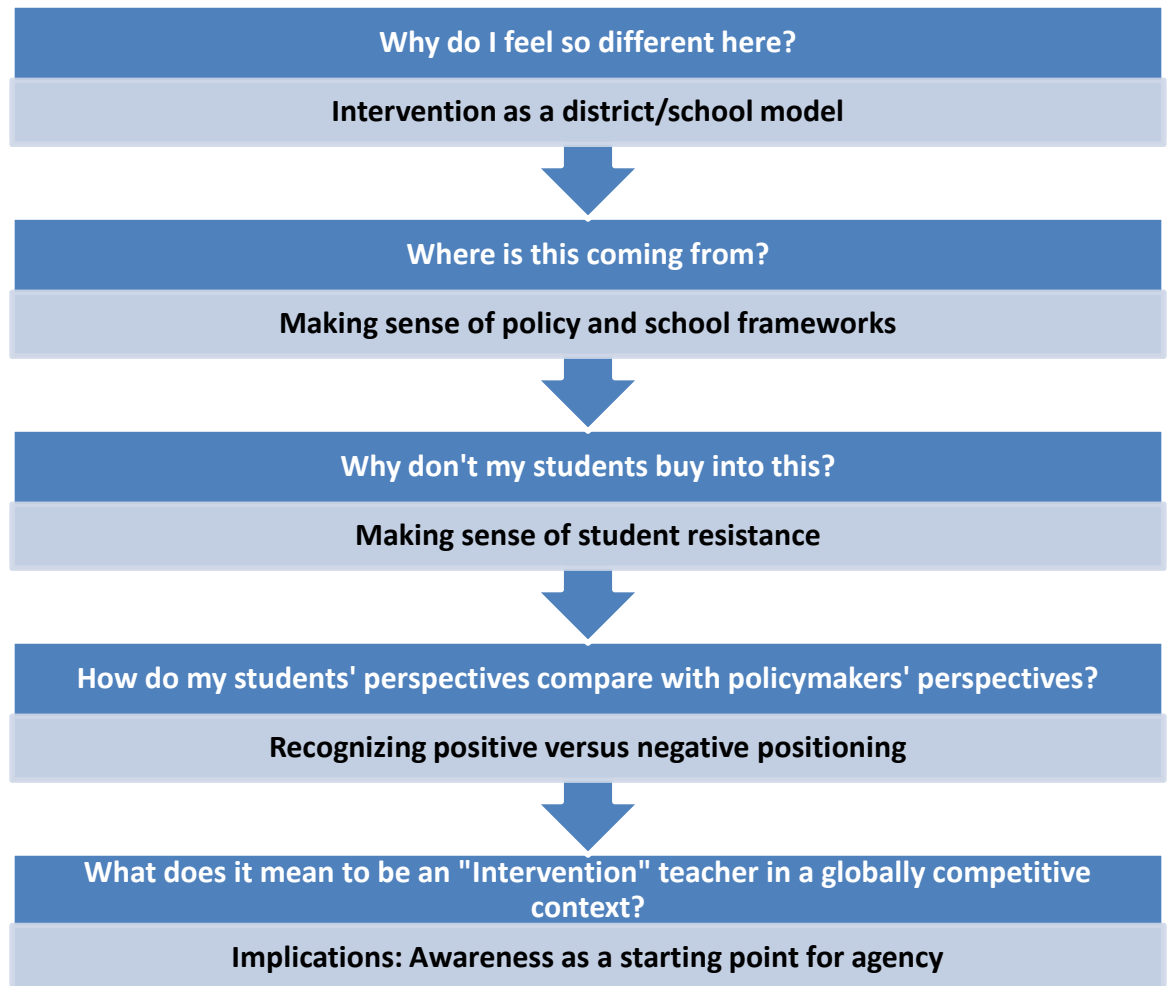 Why do I feel so different here?
Intervention as a district/school model
Where is this coming from?
Making sense of policy and school frameworks
Why don't my students buy into this?
Making sense of student resistance
How do my students' perspectives compare with policymakers' perspectives?
Recognizing positive versus negative positioning
What does it mean to be an "Intervention" teacher in a globally competitive
context?
Implications: Awareness as a starting point for agency